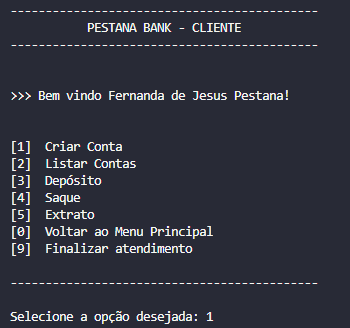 --------------------------------------------
PESTANA BANK - CLIENTE
--------------------------------------------
>>> Bem vindo Fernanda de Jesus Pestana!
[1]  Criar Conta
[2]  Listar Contas
[3]  Depósito
[4]  Saque
[5]  Extrato
[0]  Voltar ao Menu Principal
[9]  Finalizar atendimento
--------------------------------------------
Selecione a opção desejada: 1